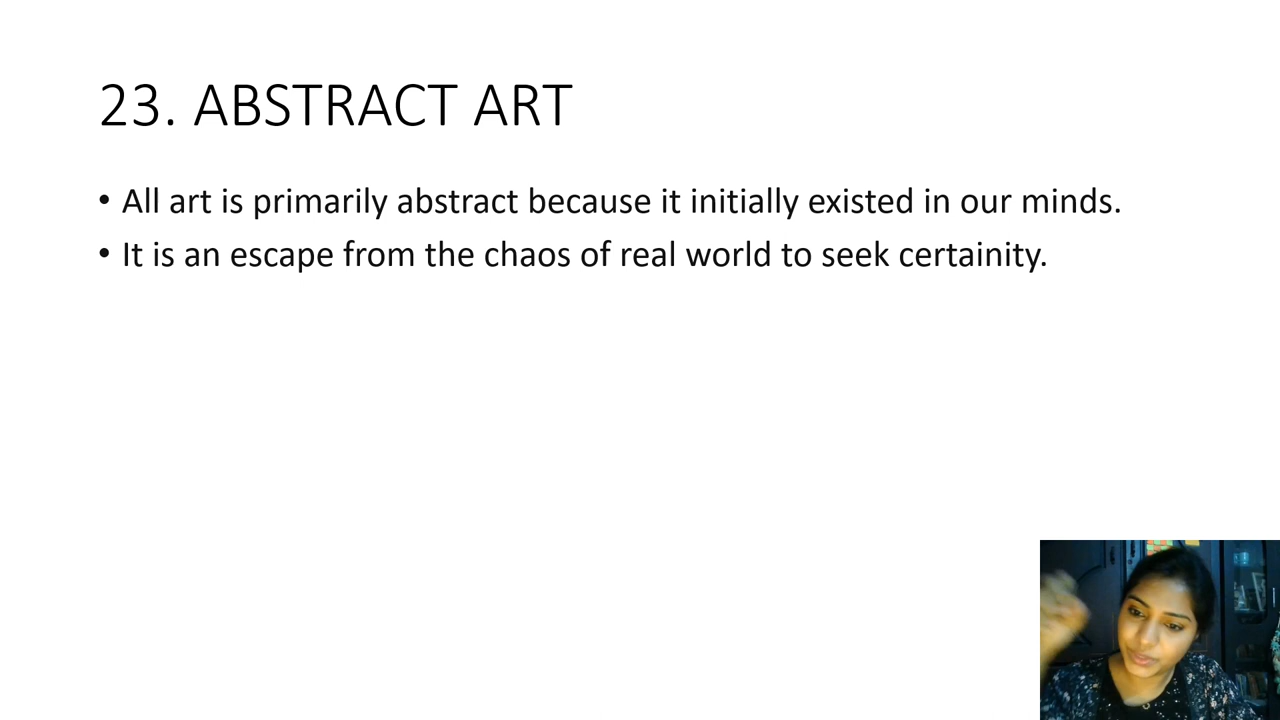 23. ABSTRACT ART
• All art is primarily abstract because it initially existed in our minds.
• It is an escape from the chaos of real world to seek certainity.